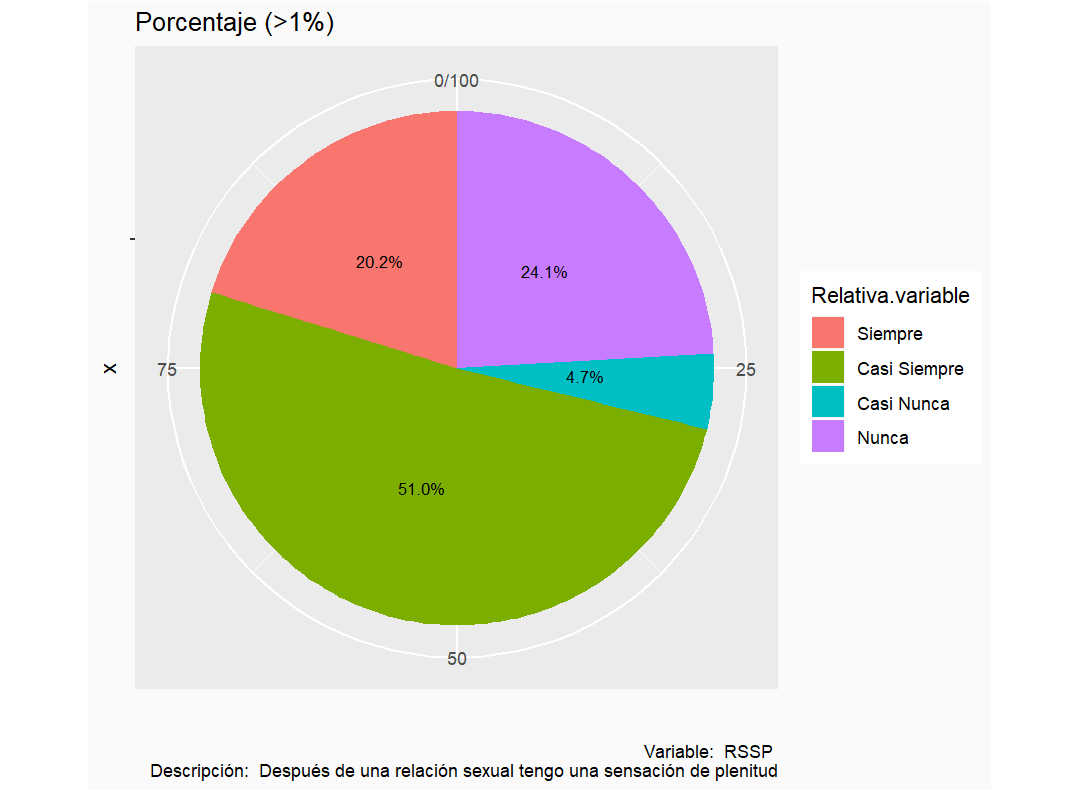 Porcentaje (>1%)
0/100
20.2%
24.1%
Relativa.variable
Siempre
Casi Siempre
Casi Nunca
Nunca
x
75
25
4.7%
51.0%
50
Variable:  RSSP
Descripción:  Después de una relación sexual tengo una sensación de plenitud